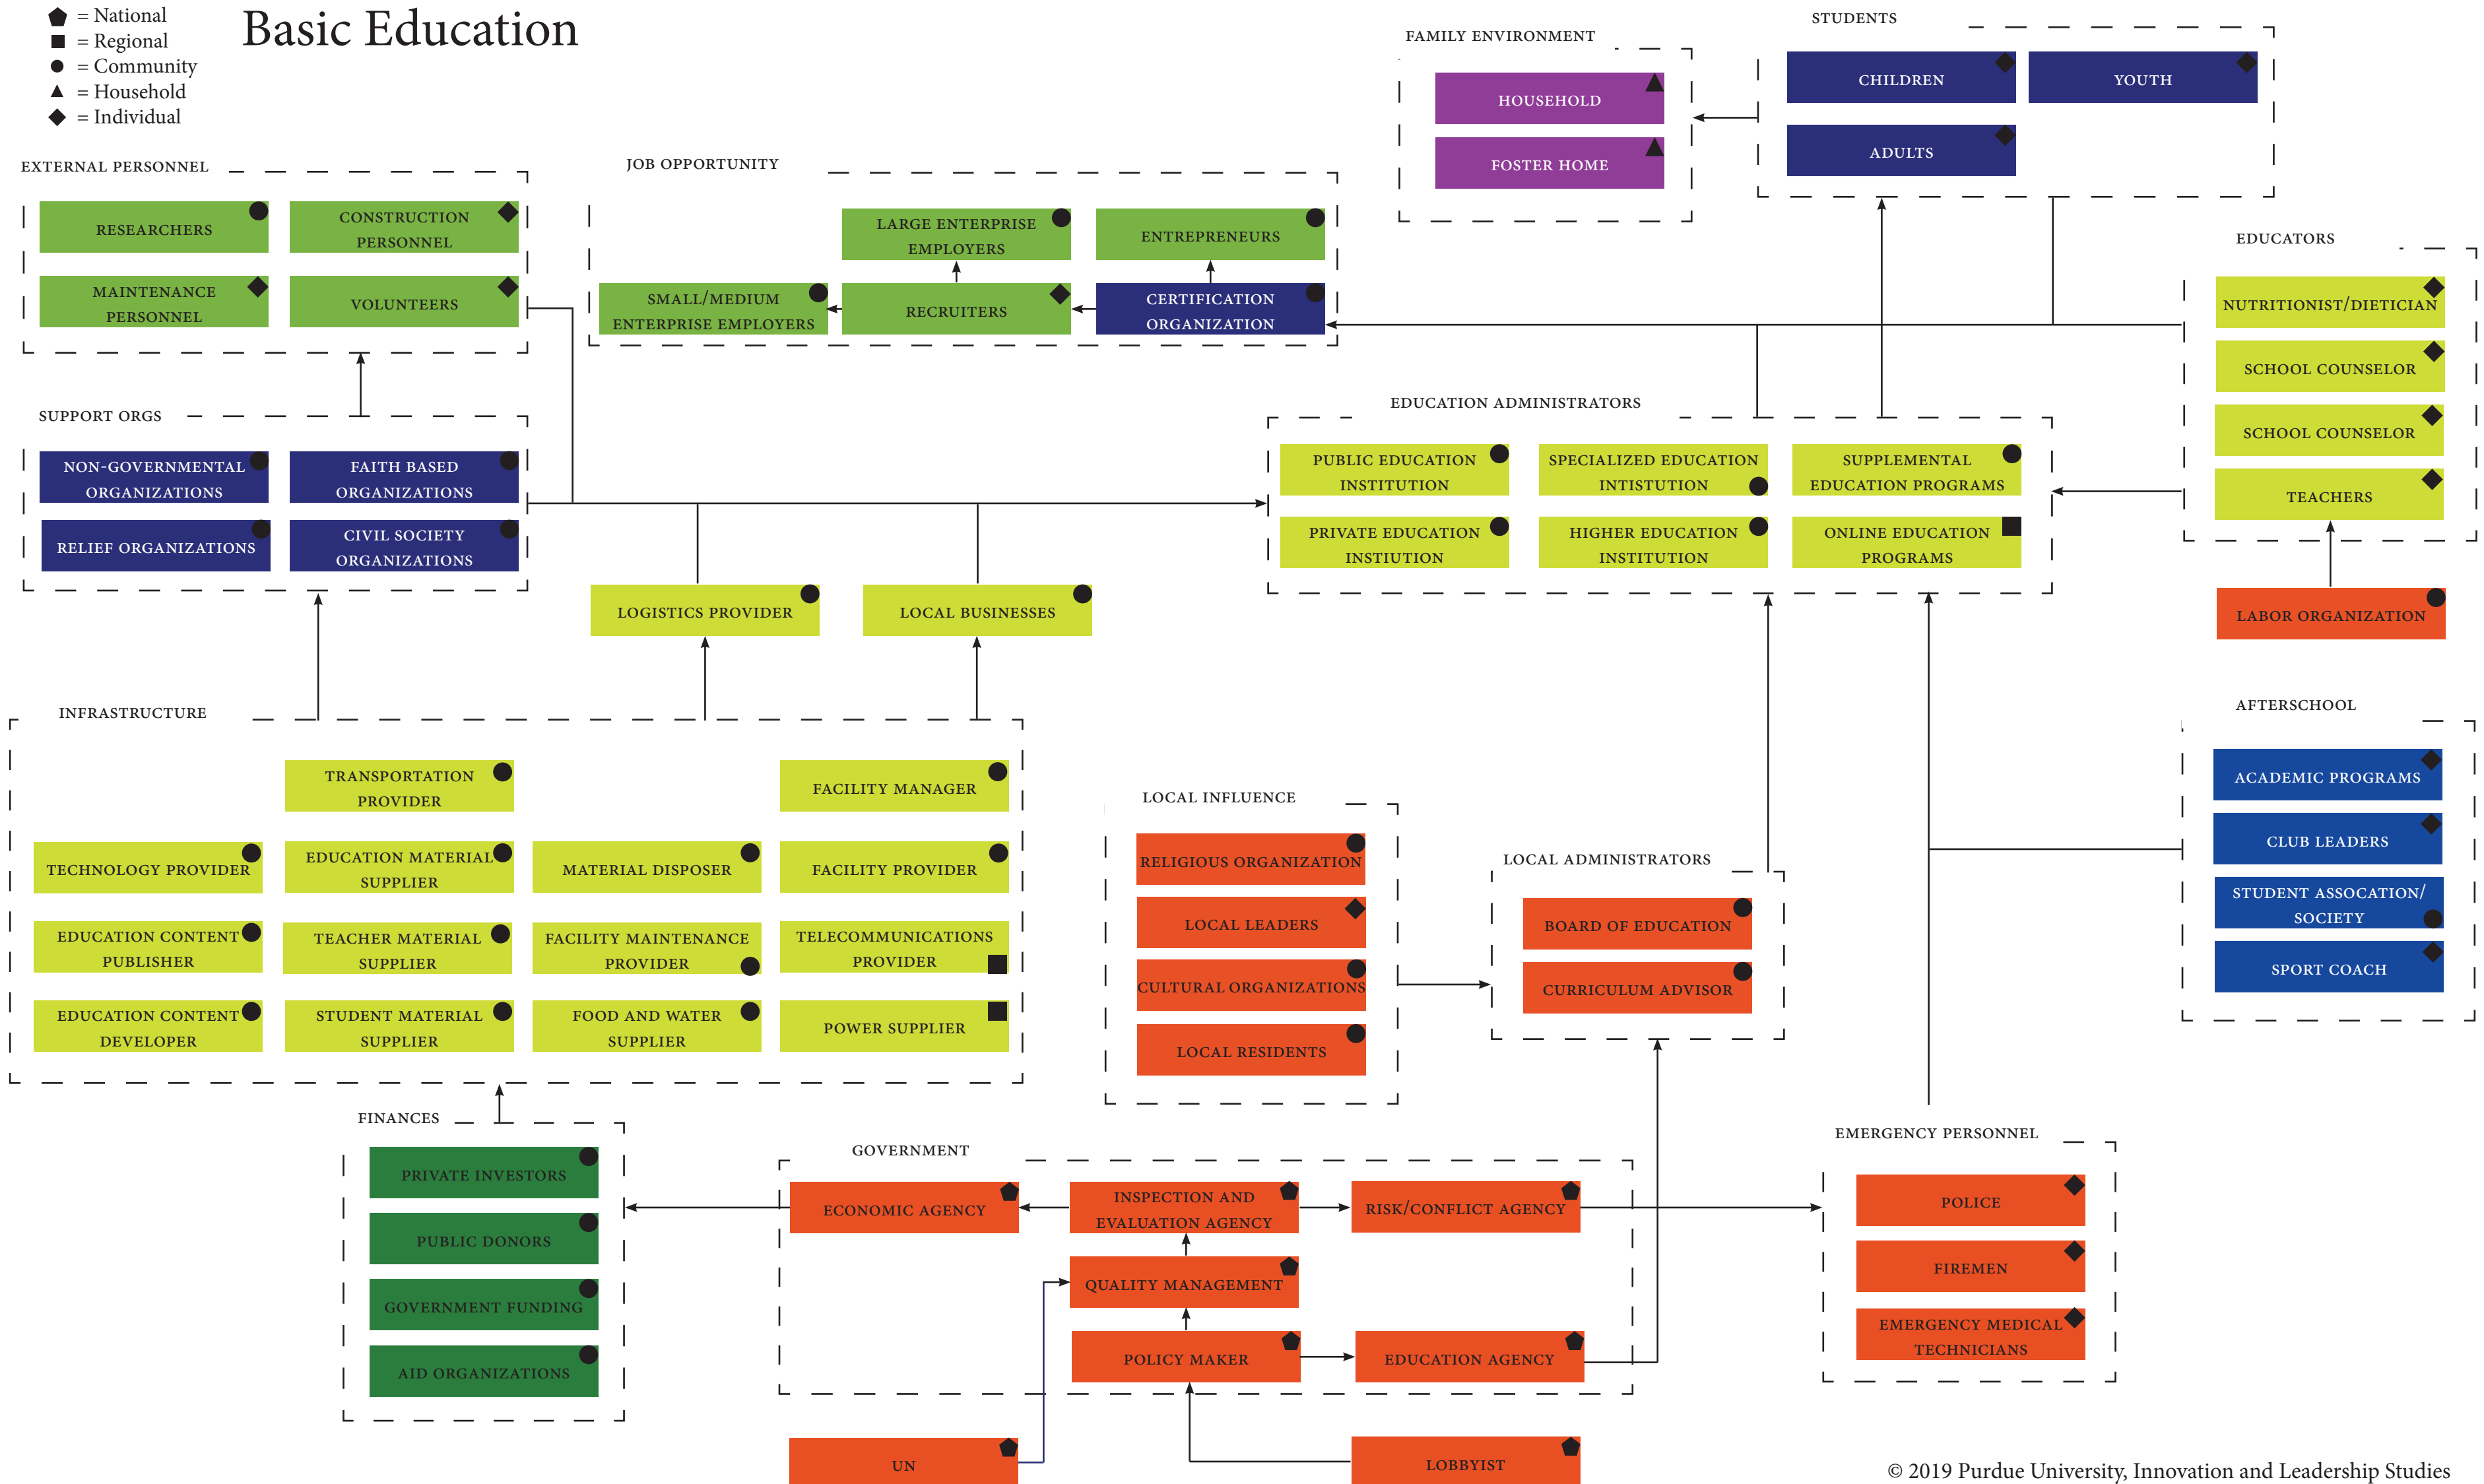 = National
= Regional
= Community
= Household
= Individual
Basic Education
STUDENTS
CHILDREN
YOUTH
ADULTS
FAMILY ENVIRONMENT
HOUSEHOLD
FOSTER HOME
EXTERNAL PERSONNEL
RESEARCHERS
CONSTRUCTION
PERSONNEL
MAINTENANCE
PERSONNEL
VOLUNTEERS
JOB OPPORTUNITY
LARGE ENTERPRISE
EMPLOYERS
ENTREPRENEURS
SMALL/MEDIUM
ENTERPRISE EMPLOYERS
RECRUITERS
CERTIFICATION
ORGANIZATION
EDUCATORS
NUTRITIONIST/DIETICIAN
SCHOOL COUNSELOR
SCHOOL COUNSELOR
TEACHERS
LABOR ORGANIZATION
SUPPORT ORGS
NON-GOVERNMENTAL
ORGANIZATIONS
FAITH BASED
ORGANIZATIONS
RELIEF ORGANIZATIONS
CIVIL SOCIETY
ORGANIZATIONS
EDUCATION ADMINISTRATORS
PUBLIC EDUCATION
INSTITUTION
SPECIALIZED EDUCATION
INTISTUTION
SUPPLEMENTAL
EDUCATION PROGRAMS
PRIVATE EDUCATION
INSTIUTION
HIGHER EDUCATION
INSTITUTION
ONLINE EDUCATION
PROGRAMS
LOGISTICS PROVIDER
LOCAL BUSINESSES
INFRASTRUCTURE
TRANSPORTATION
PROVIDER
FACILITY MANAGER
TECHNOLOGY PROVIDER
EDUCATION MATERIAL
SUPPLIER
MATERIAL DISPOSER
FACILITY PROVIDER
EDUCATION CONTENT
PUBLISHER
TEACHER MATERIAL
SUPPLIER
FACILITY MAINTENANCE
PROVIDER
TELECOMMUNICATIONS
PROVIDER
EDUCATION CONTENT
DEVELOPER
STUDENT MATERIAL
SUPPLIER
FOOD AND WATER
SUPPLIER
POWER SUPPLIER
LOCAL INFLUENCE
RELIGIOUS ORGANIZATION
LOCAL LEADERS
CULTURAL ORGANIZATIONS
LOCAL RESIDENTS
LOCAL ADMINISTRATORS
BOARD OF EDUCATION
CURRICULUM ADVISOR
AFTERSCHOOL
ACADEMIC PROGRAMS
CLUB LEADERS
STUDENT ASSOCATION/
SOCIETY
SPORT COACH
FINANCES
PRIVATE INVESTORS
PUBLIC DONORS
GOVERNMENT FUNDING
AID ORGANIZATIONS
GOVERNMENT
ECONOMIC AGENCY
INSPECTION AND
EVALUATION AGENCY
RISK/CONFLICT AGENCY
QUALITY MANAGEMENT
POLICY MAKER
EDUCATION AGENCY
EMERGENCY PERSONNEL
POLICE
FIREMEN
EMERGENCY MEDICAL
TECHNICIANS
UN
LOBBYIST
© 2019 Purdue University, Innovation and Leadership Studies